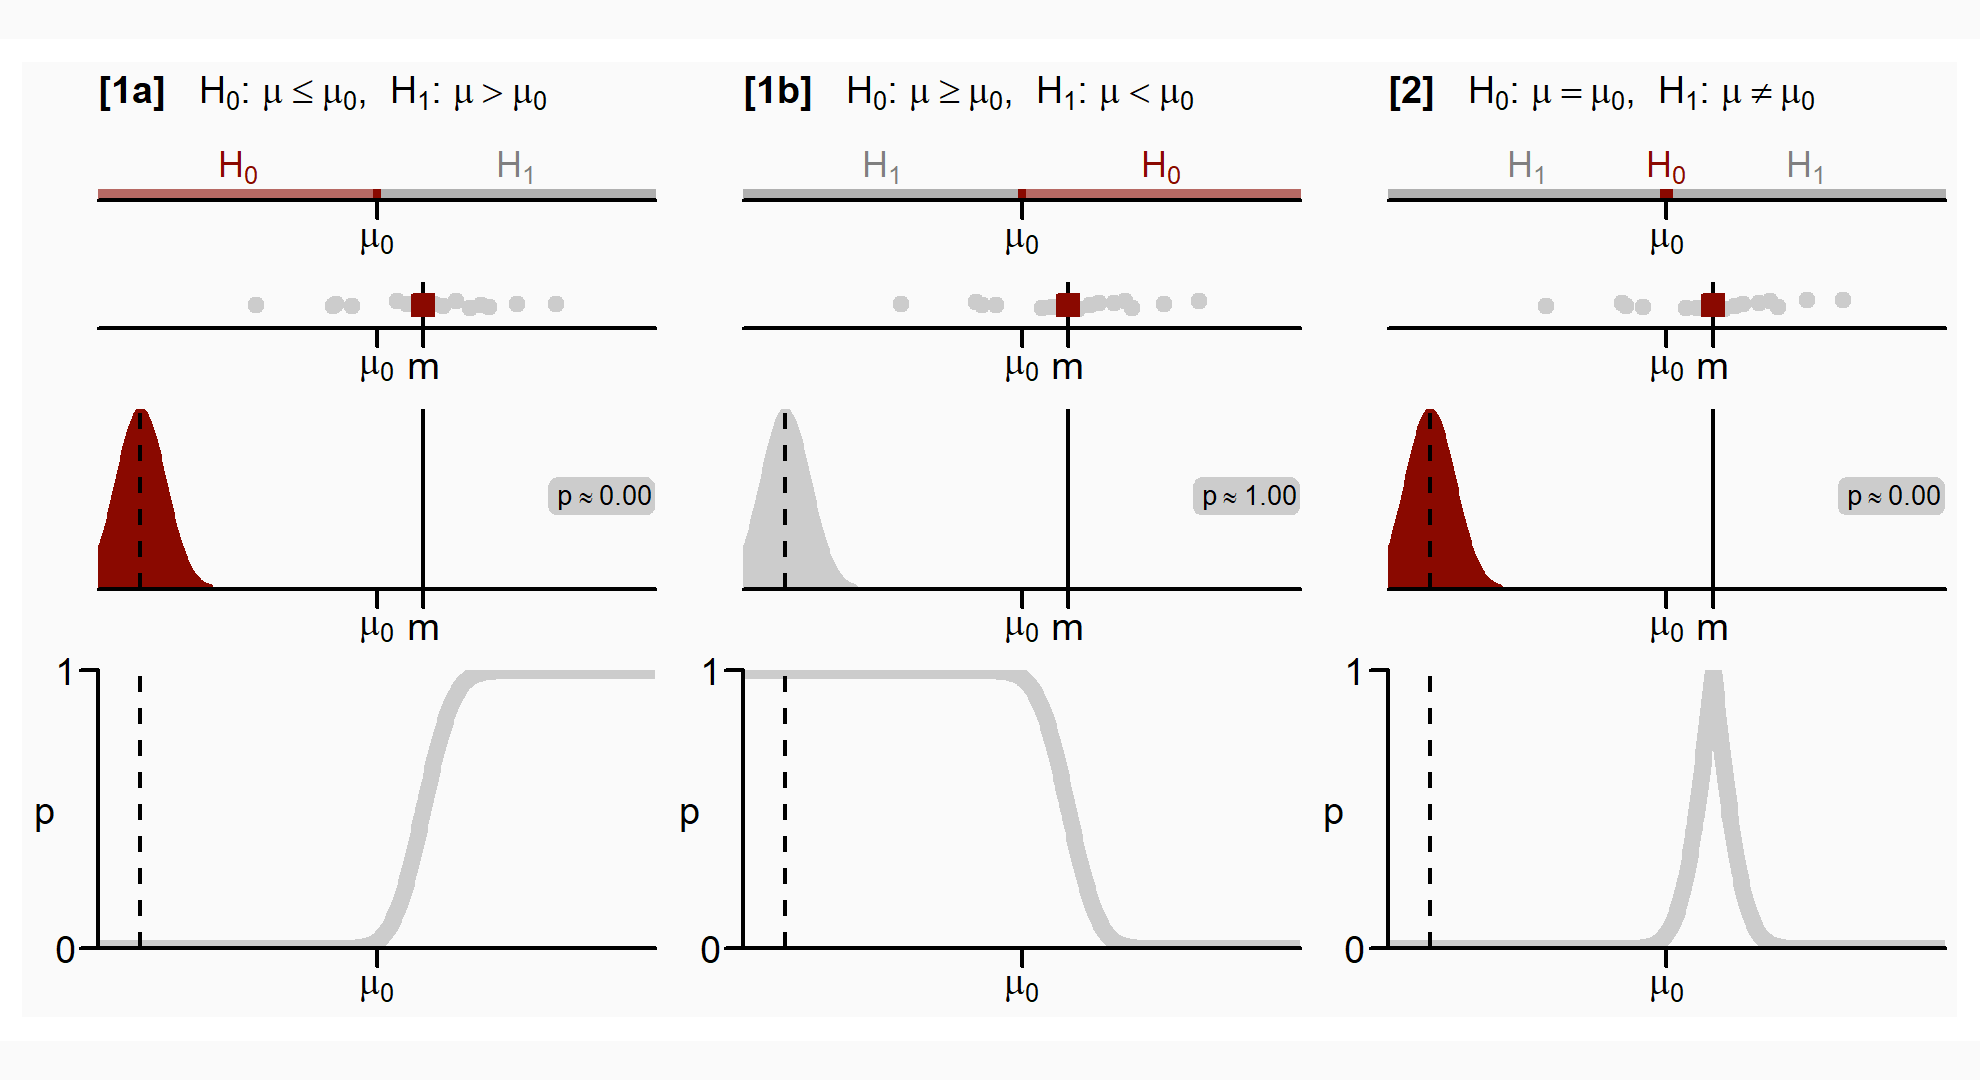 [1a] H₀: μ ≤ μ₀, H₁: μ > μ₀
H₀ H₁
μ₀
μ₀ m
p ≈ 0.00
μ₀ m
1
p
0
μ₀
[1b] H₀: μ ≥ μ₀, H₁: μ < μ₀
H₁ H₀
μ₀
μ₀ m
p ≈ 1.00
μ₀ m
1
p
0
μ₀
[2] H₀: μ = μ₀, H₁: μ ≠ μ₀
H₁ H₀ H₁
μ₀
μ₀ m
p ≈ 0.00
μ₀ m
1
p
0
μ₀